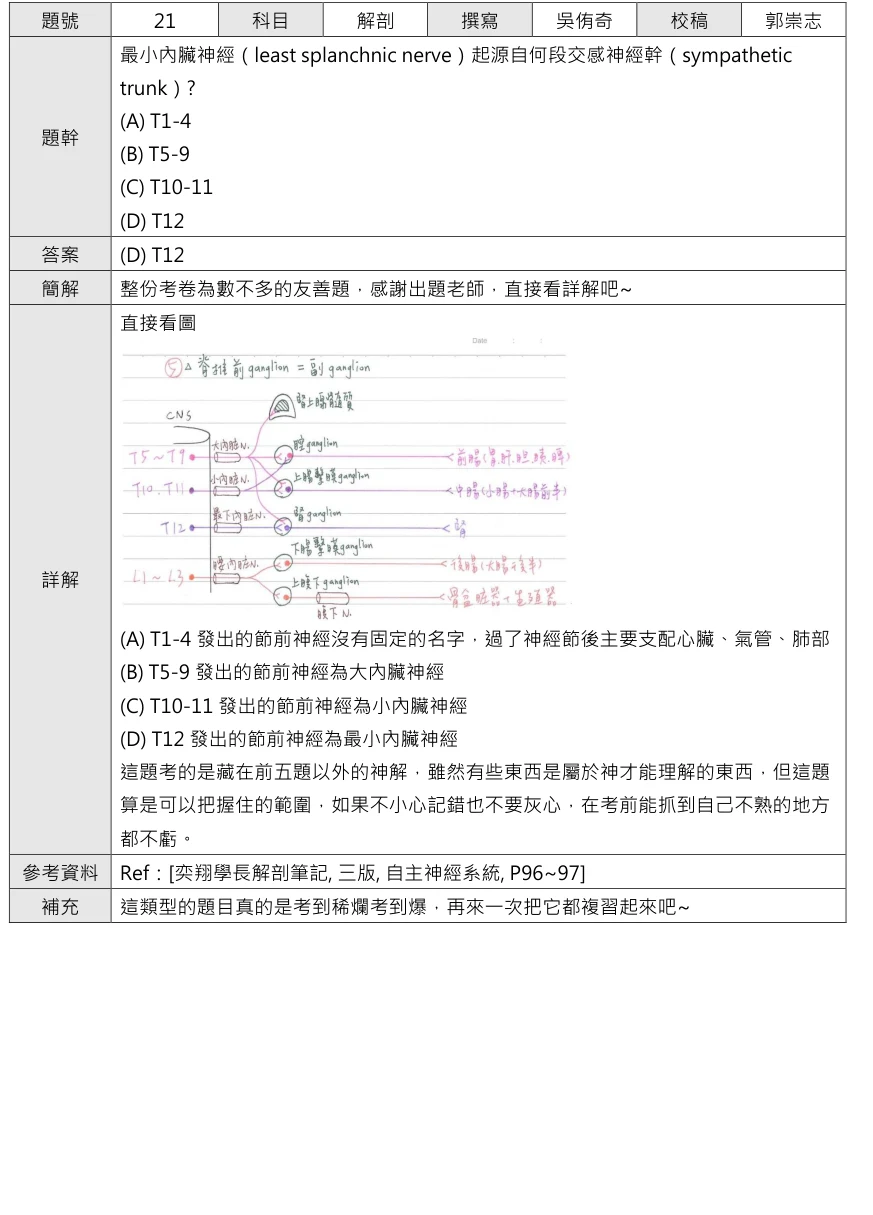 題號 21 科目 解剖 撰寫 吳侑奇 校稿 郭崇志
題幹
最小內臟神經（least splanchnic nerve）起源自何段交感神經幹（sympathetic
trunk）?
(A) T1-4
(B) T5-9
(C) T10-11
(D) T12
答案 (D) T12
簡解 整份考卷為數不多的友善題，感謝出題老師，直接看詳解吧~
詳解
直接看圖
Date : :
⑤△ 脊椎前 ganglion = 副 ganglion
腎上腺髓質
CNS
大內脏N.
腔ganglion
T5~T9
<前腸(胃.肝.胆.胰.脾)
小內脏N.
上腸繫膜ganglion
T10.T11
<中腸(小腸+大腸前半)
最下內脏N.
腎ganglion
T12
<腎
下腸繫膜ganglion
腰內脏N.
<後腸(大腸後半)
L1~L3
上腹下ganglion
<骨盆脏器+生殖器
腹下N.
(A) T1-4 發出的節前神經沒有固定的名字，過了神經節後主要支配心臟、氣管、肺部
(B) T5-9 發出的節前神經為大內臟神經
(C) T10-11 發出的節前神經為小內臟神經
(D) T12 發出的節前神經為最小內臟神經
這題考的是藏在前五題以外的神解，雖然有些東西是屬於神才能理解的東西，但這題
算是可以把握住的範圍，如果不小心記錯也不要灰心，在考前能抓到自己不熟的地方
都不虧。
參考資料 Ref：[奕翔學長解剖筆記, 三版, 自主神經系統, P96~97]
補充 這類型的題目真的是考到稀爛考到爆，再來一次把它都複習起來吧~